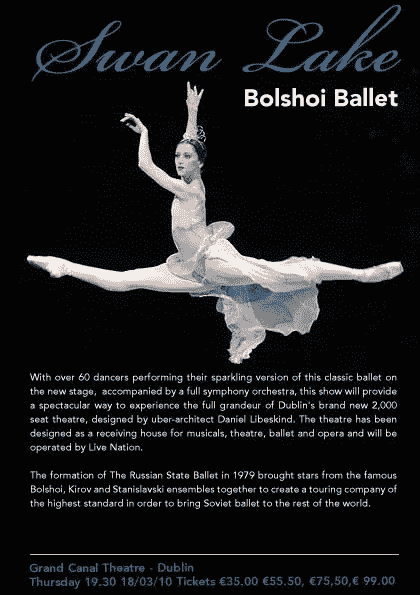 Swan Lake
Bolshoi Ballet
With over 60 dancers performing their sparkling version of this classic ballet on
the new stage, accompanied by a full symphony orchestra, this show will provide
a spectacular way to experience the full grandeur of Dublin's brand new 2,000
seat theatre, designed by uber-architect Daniel Libeskind. The theatre has been
designed as a receiving house for musicals, theatre, ballet and opera and will be
operated by Live Nation.
The formation of The Russian State Ballet in 1979 brought stars from the famous
Bolshoi, Kirov and Stanislavski ensembles together to create a touring company of
the highest standard in order to bring Soviet ballet to the rest of the world.
Grand Canal Theatre - Dublin
Thursday 19.30 18/03/10 Tickets €35.00 €55.50, €75,50,€ 99.00